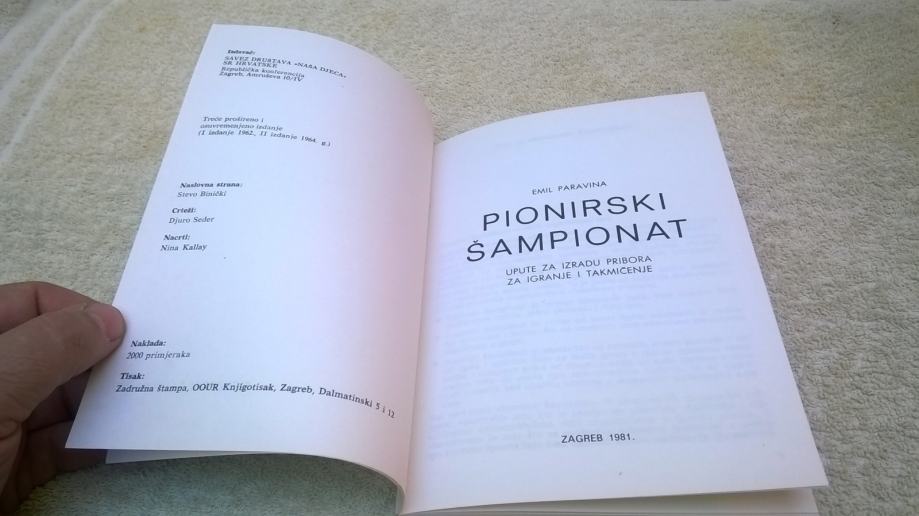 Izdavač:
SAVEZ DRUŠTAVA »NAŠA DJECA«
SR HRVATSKE
Republička konferencija
Zagreb, Amruševa 10/IV
Treće prošireno i
osuvremenjeno izdanje
(I izdanje 1962., II izdanje 1964. g.)
Naslovna strana:
Stevo Binički
Crteži:
Djuro Seder
Nacrti:
Nina Kallay
Naklada:
2000 primjeraka
Tisak:
Zadružna štampa, OOUR Knjigotisak, Zagreb, Dalmatinski 5 i 12
EMIL PARAVINA
PIONIRSKI
ŠAMPIONAT
UPUTE ZA IZRADU PRIBORA
ZA IGRANJE I TAKMIČENJE
ZAGREB 1981.